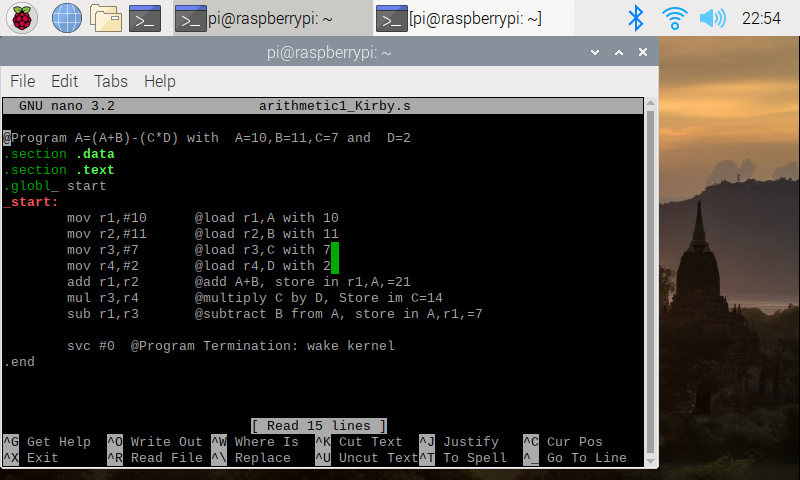 pi@raspberrypi: ~ [pi@raspberrypi: ~] 22:54
pi@raspberrypi: ~
File Edit Tabs Help
GNU nano 3.2 arithmetic1_Kirby.s
@Program A=(A+B)-(C*D) with  A=10,B=11,C=7 and  D=2
.section .data
.section .text
.globl_ start
_start:
mov r1,#10 @load r1,A with 10
mov r2,#11 @load r2,B with 11
mov r3,#7 @load r3,C with 7
mov r4,#2 @load r4,D with 2
add r1,r2 @add A+B, store in r1,A,=21
mul r3,r4 @multiply C by D, Store im C=14
sub r1,r3 @subtract B from A, store in A,r1,=7
svc #0  @Program Termination: wake kernel
.end
[ Read 15 lines ]
^G Get Help ^O Write Out ^W Where Is ^K Cut Text ^J Justify ^C Cur Pos
^X Exit ^R Read File ^\ Replace ^U Uncut Text ^T To Spell ^_ Go To Line